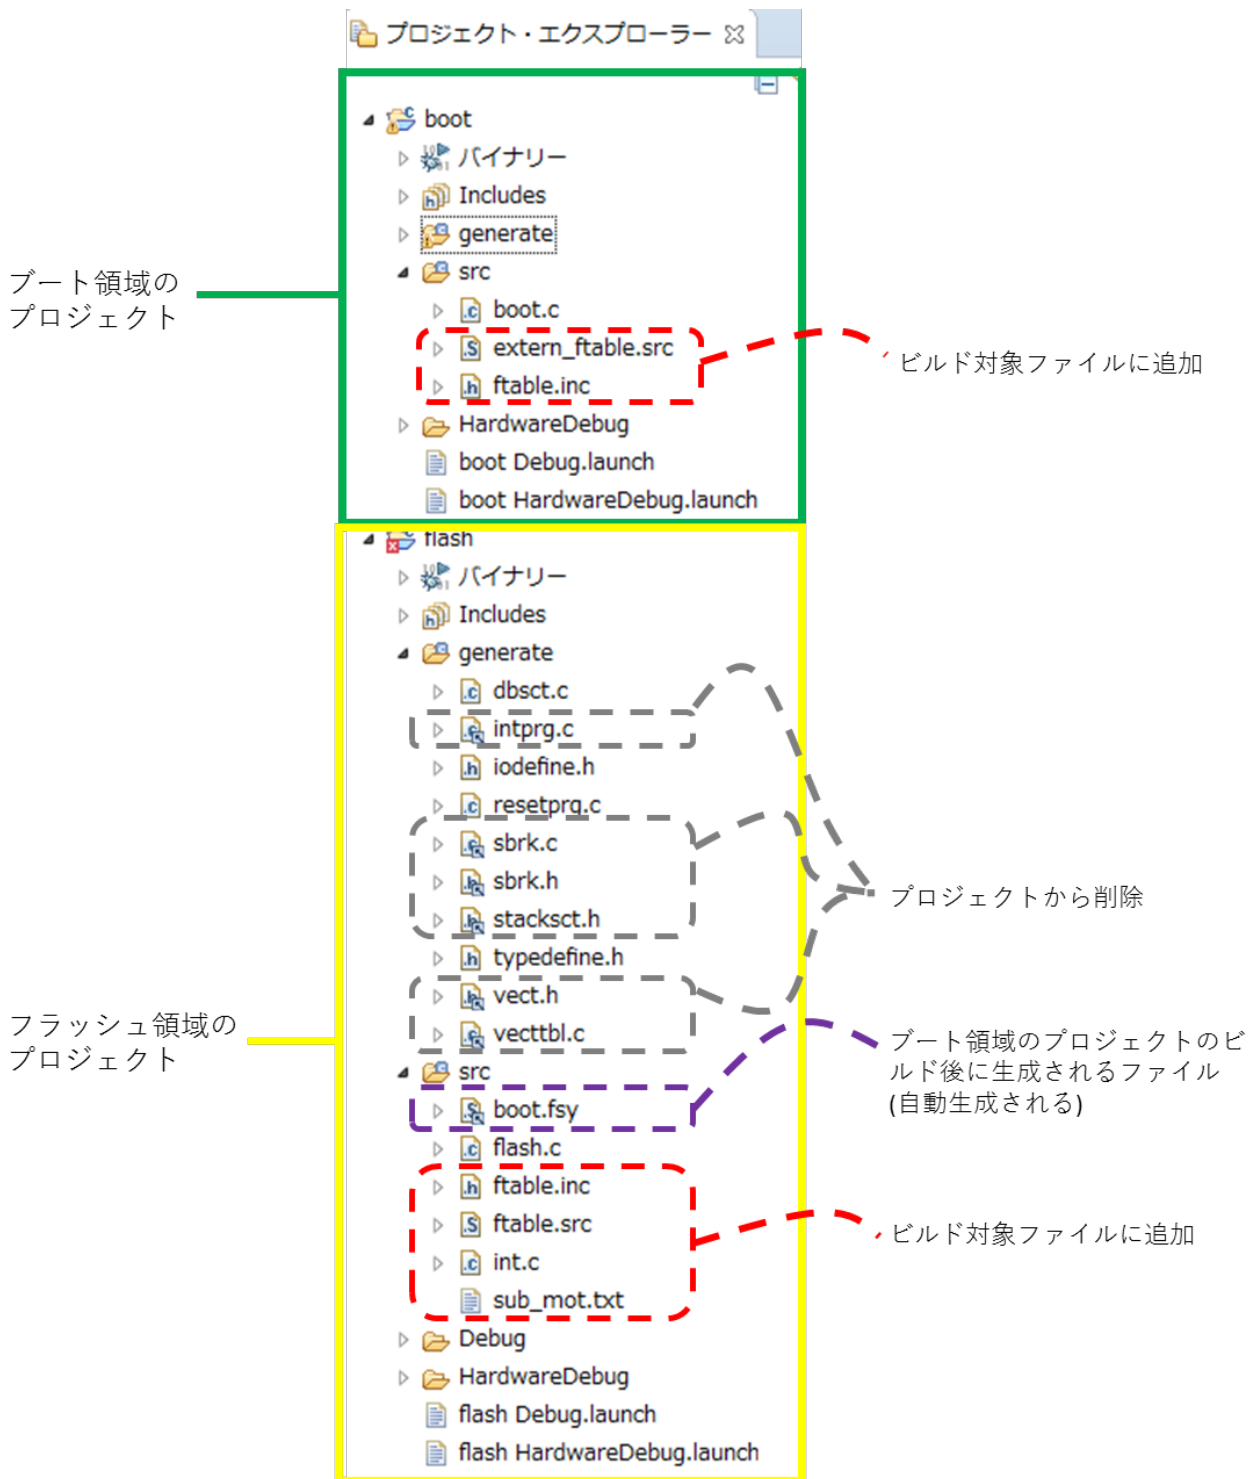 プロジェクト・エクスプローラー
boot
バイナリー
Includes
generate
src
boot.c
extern_ftable.src
ftable.inc
HardwareDebug
boot Debug.launch
boot HardwareDebug.launch
ブート領域の
プロジェクト
ビルド対象ファイルに追加
flash
バイナリー
Includes
generate
dbsct.c
intprg.c
iodefine.h
resetprg.c
sbrk.c
sbrk.h
stacksct.h
typedefine.h
vect.h
vecttbl.c
src
boot.fsy
flash.c
ftable.inc
ftable.src
int.c
sub_mot.txt
Debug
HardwareDebug
flash Debug.launch
flash HardwareDebug.launch
フラッシュ領域の
プロジェクト
プロジェクトから削除
ブート領域のプロジェクトのビ
ルド後に生成されるファイル
(自動生成される)
ビルド対象ファイルに追加